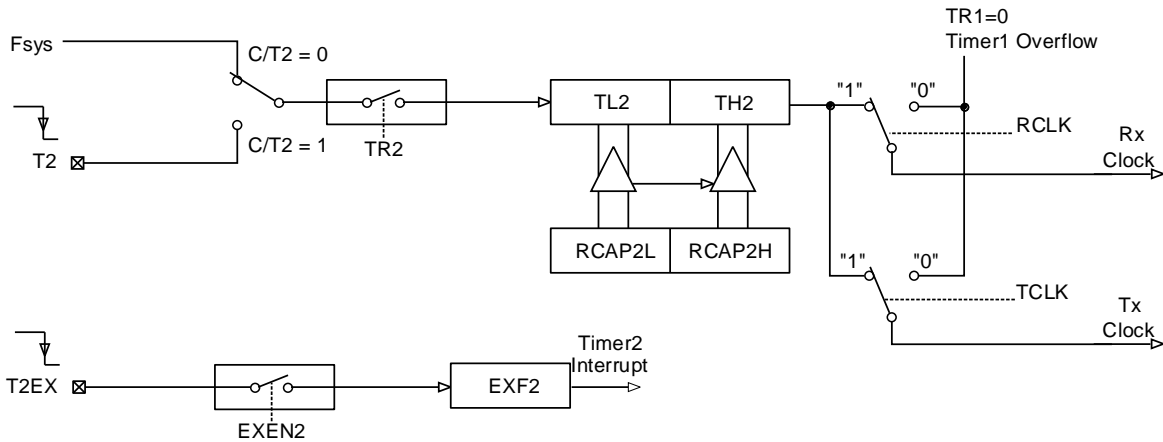 TR1=0
Timer1 Overflow
Fsys
C/T2 = 0
TL2
TH2
"1"
"0"
RCLK
Rx
Clock
T2
C/T2 = 1
TR2
RCAP2L
RCAP2H
"1"
"0"
TCLK
Tx
Clock
Timer2
Interrupt
T2EX
EXF2
EXEN2